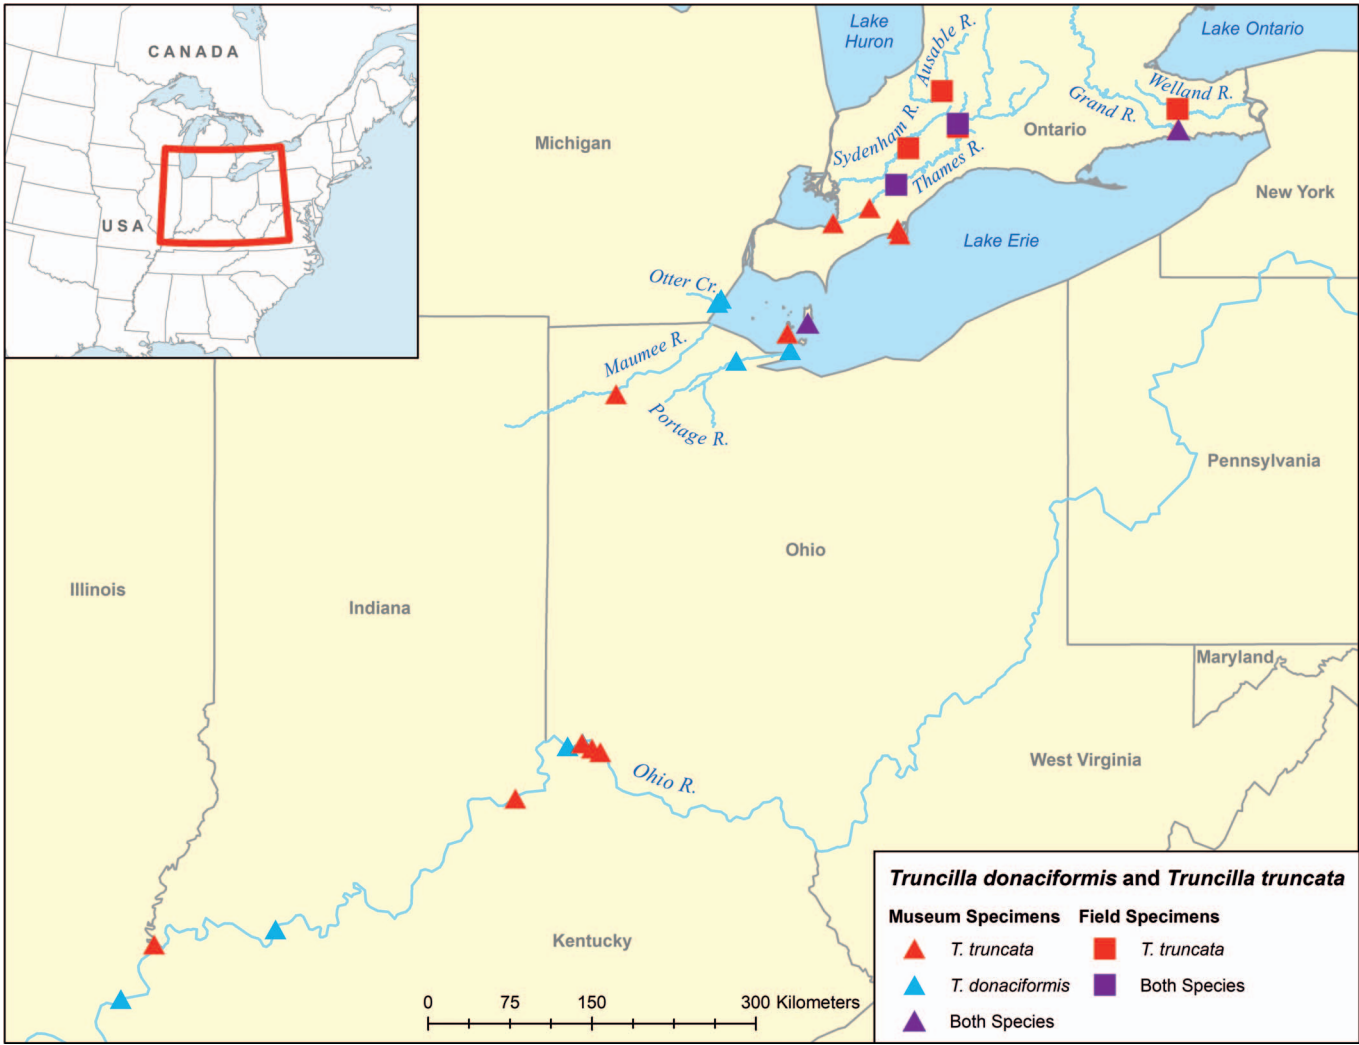 CANADA
USA
Lake
Huron
Ausable R.
Lake Ontario
Welland R.
Grand R.
Ontario
Michigan
Sydenham R.
Thames R.
New York
Lake Erie
Otter Cr.
Maumee R.
Portage R.
Pennsylvania
Ohio
Illinois
Indiana
Maryland
West Virginia
Ohio R.
Kentucky
0 75 150 300 Kilometers
Truncilla donaciformis and Truncilla truncata
Museum Specimens Field Specimens
T. truncata T. truncata
T. donaciformis Both Species
Both Species